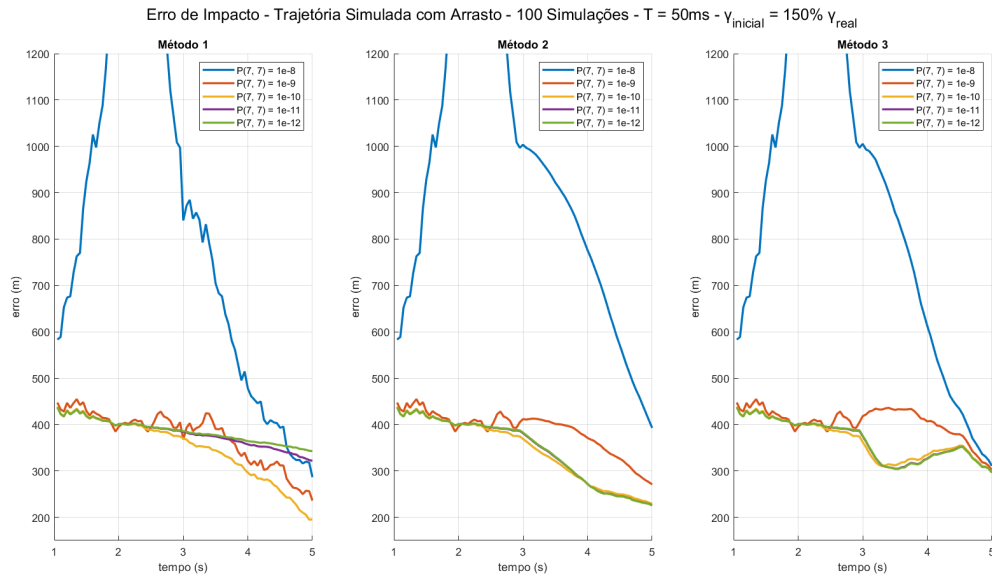 Erro de Impacto - Trajetória Simulada com Arrasto - 100 Simulações - T = 50ms - γinicial = 150% γreal
Método 1
1200
1100
1000
900
800
700
600
500
400
300
200
erro (m)
P(7, 7) = 1e-8
P(7, 7) = 1e-9
P(7, 7) = 1e-10
P(7, 7) = 1e-11
P(7, 7) = 1e-12
1 2 3 4 5
tempo (s)
Método 2
1200
1100
1000
900
800
700
600
500
400
300
200
erro (m)
P(7, 7) = 1e-8
P(7, 7) = 1e-9
P(7, 7) = 1e-10
P(7, 7) = 1e-11
P(7, 7) = 1e-12
1 2 3 4 5
tempo (s)
Método 3
1200
1100
1000
900
800
700
600
500
400
300
200
erro (m)
P(7, 7) = 1e-8
P(7, 7) = 1e-9
P(7, 7) = 1e-10
P(7, 7) = 1e-11
P(7, 7) = 1e-12
1 2 3 4 5
tempo (s)